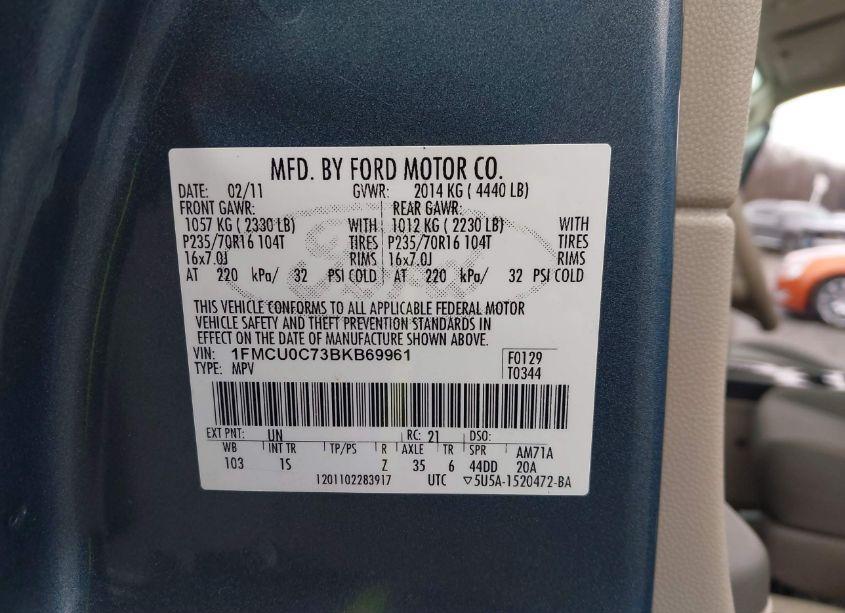 MFD. BY FORD MOTOR CO.
DATE: 02/11 GVWR: 2014 KG ( 4440 LB)
FRONT GAWR: REAR GAWR:
1057 KG ( 2330 LB) WITH 1012 KG ( 2230 LB) WITH
P235/70R16 104T TIRES P235/70R16 104T TIRES
16x7.0J RIMS 16x7.0J RIMS
AT 220 kPa/ 32 PSI COLD AT 220 kPa/ 32 PSI COLD
THIS VEHICLE CONFORMS TO ALL APPLICABLE FEDERAL MOTOR
VEHICLE SAFETY AND THEFT PREVENTION STANDARDS IN
EFFECT ON THE DATE OF MANUFACTURE SHOWN ABOVE.
VIN: 1FMCU0C73BKB69961 F0129
TYPE: MPV T0344
EXT PNT: UN RC: 21 DSO:
WB INT TR TP/PS R AXLE TR SPR AM71A
103 1S Z 35 6 44DD 20A
1201102283917 UTC ▽5U5A-1520472-BA